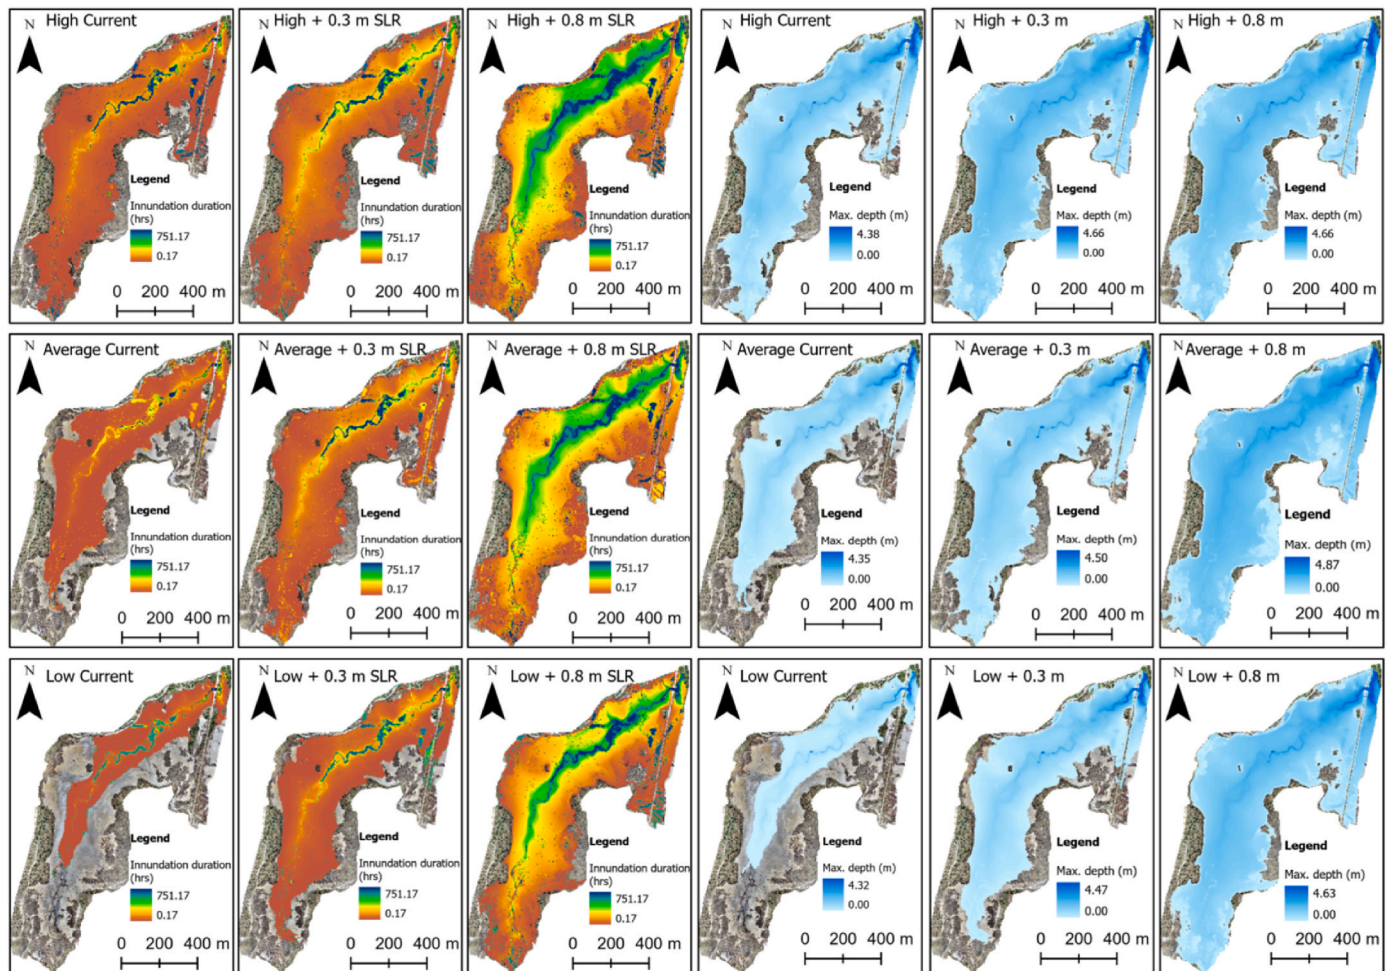 N
High Current
Legend
Innundation duration
(hrs)
751.17
0.17
0 200 400 m
N
High + 0.3 m SLR
Legend
Innundation duration
(hrs)
751.17
0.17
0 200 400 m
N
High + 0.8 m SLR
Legend
Innundation duration
(hrs)
751.17
0.17
0 200 400 m
N
High Current
Legend
Max. depth (m)
4.38
0.00
0 200 400 m
N
High + 0.3 m
Legend
Max. depth (m)
4.66
0.00
0 200 400 m
N
High + 0.8 m
Legend
Max. depth (m)
4.66
0.00
0 200 400 m
N
Average Current
Legend
Innundation duration
(hrs)
751.17
0.17
0 200 400 m
N
Average + 0.3 m SLR
Legend
Innundation duration
(hrs)
751.17
0.17
0 200 400 m
N
Average + 0.8 m SLR
Legend
Innundation duration
(hrs)
751.17
0.17
0 200 400 m
N
Average Current
Legend
Max. depth (m)
4.35
0.00
0 200 400 m
N
Average + 0.3 m
Legend
Max. depth (m)
4.50
0.00
0 200 400 m
N
Average + 0.8 m
Legend
Max. depth (m)
4.87
0.00
0 200 400 m
N
Low Current
Legend
Innundation duration
(hrs)
751.17
0.17
0 200 400 m
N
Low + 0.3 m SLR
Legend
Innundation duration
(hrs)
751.17
0.17
0 200 400 m
N
Low + 0.8 m SLR
Legend
Innundation duration
(hrs)
751.17
0.17
0 200 400 m
N
Low Current
Legend
Max. depth (m)
4.32
0.00
0 200 400 m
N
Low + 0.3 m
Legend
Max. depth (m)
4.47
0.00
0 200 400 m
N
Low + 0.8 m
Legend
Max. depth (m)
4.63
0.00
0 200 400 m